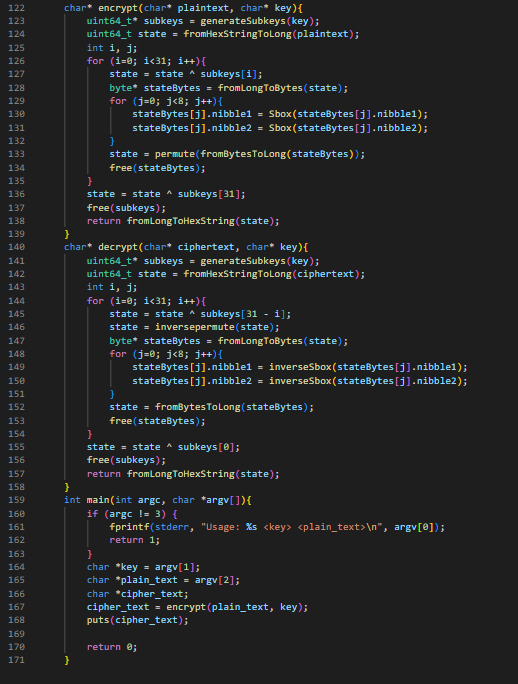 122 char* encrypt(char* plaintext, char* key){
123     uint64_t* subkeys = generateSubkeys(key);
124     uint64_t state = fromHexStringToLong(plaintext);
125     int i, j;
126     for (i=0; i<31; i++){
127         state = state ^ subkeys[i];
128         byte* stateBytes = fromLongToBytes(state);
129         for (j=0; j<8; j++){
130             stateBytes[j].nibble1 = Sbox(stateBytes[j].nibble1);
131             stateBytes[j].nibble2 = Sbox(stateBytes[j].nibble2);
132         }
133         state = permute(fromBytesToLong(stateBytes));
134         free(stateBytes);
135     }
136     state = state ^ subkeys[31];
137     free(subkeys);
138     return fromLongToHexString(state);
139 }
140 char* decrypt(char* ciphertext, char* key){
141     uint64_t* subkeys = generateSubkeys(key);
142     uint64_t state = fromHexStringToLong(ciphertext);
143     int i, j;
144     for (i=0; i<31; i++){
145         state = state ^ subkeys[31 - i];
146         state = inversepermute(state);
147         byte* stateBytes = fromLongToBytes(state);
148         for (j=0; j<8; j++){
149             stateBytes[j].nibble1 = inverseSbox(stateBytes[j].nibble1);
150             stateBytes[j].nibble2 = inverseSbox(stateBytes[j].nibble2);
151         }
152         state = fromBytesToLong(stateBytes);
153         free(stateBytes);
154     }
155     state = state ^ subkeys[0];
156     free(subkeys);
157     return fromLongToHexString(state);
158 }
159 int main(int argc, char *argv[]){
160     if (argc != 3) {
161         fprintf(stderr, "Usage: %s <key> <plain_text>\n", argv[0]);
162         return 1;
163     }
164     char *key = argv[1];
165     char *plain_text = argv[2];
166     char *cipher_text;
167     cipher_text = encrypt(plain_text, key);
168     puts(cipher_text);
169
170     return 0;
171 }